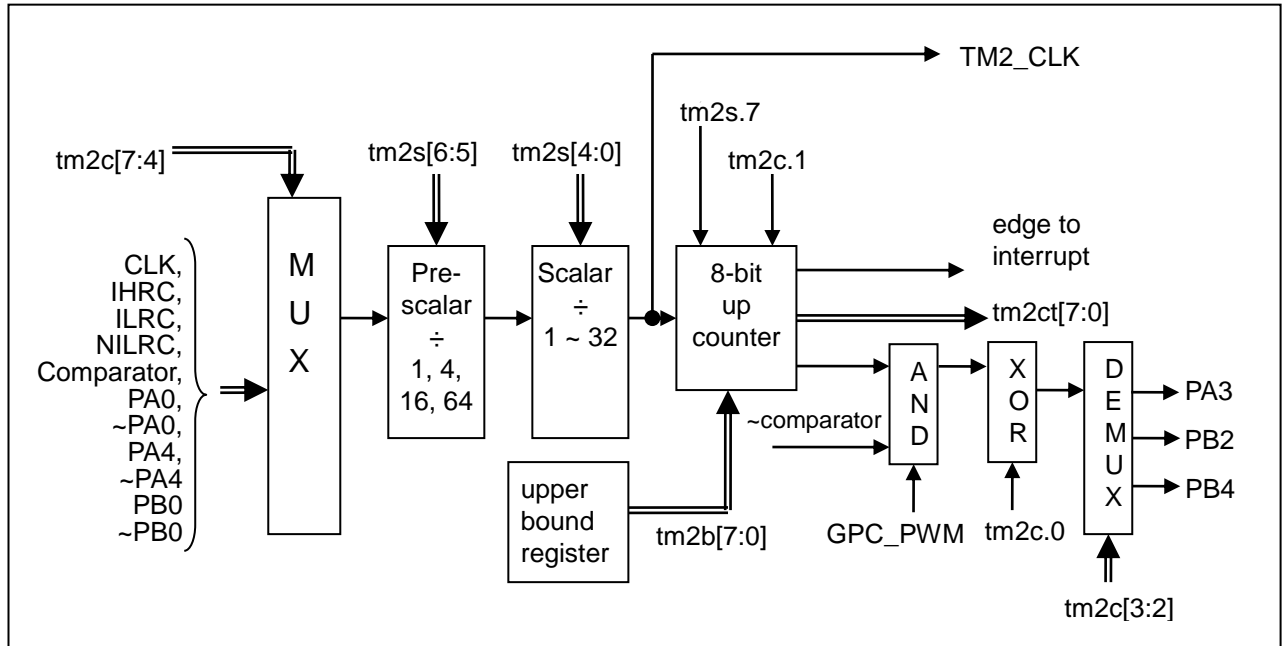 TM2_CLK
tm2s.7
tm2c[7:4]
tm2s[6:5]
tm2s[4:0]
tm2c.1
M
U
X
CLK,
IHRC,
ILRC,
NILRC,
Comparator,
PA0,
~PA0,
PA4,
~PA4
PB0
~PB0
Pre-
scalar
÷
1, 4,
16, 64
Scalar
÷
1 ~ 32
8-bit
up
counter
edge to
interrupt
tm2ct[7:0]
upper
bound
register
tm2b[7:0]
~comparator
A
N
D
GPC_PWM
X
O
R
tm2c.0
D
E
M
U
X
PA3
PB2
PB4
tm2c[3:2]